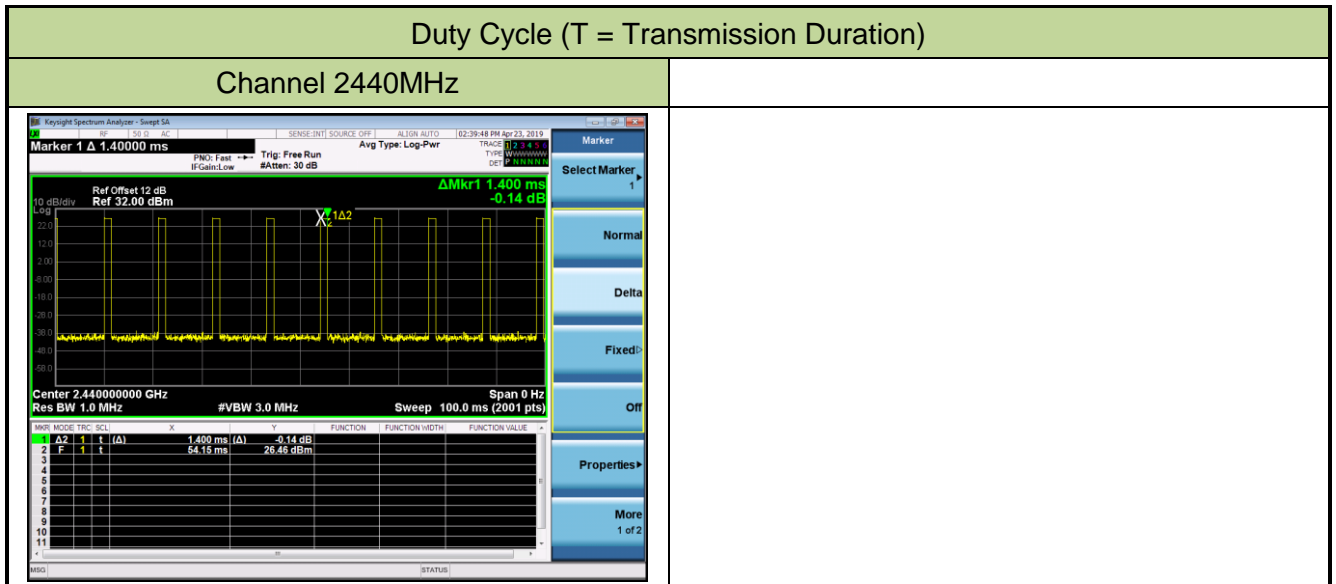 Duty Cycle (T = Transmission Duration)
Channel 2440MHz
Keysight Spectrum Analyzer - Swept SA
RF 50 Ω AC SENSE:INT SOURCE OFF ALIGN AUTO 02:39:48 PM Apr 23, 2019
Marker 1 Δ 1.40000 ms
PNO: Fast
IFGain:Low
Trig: Free Run
#Atten: 30 dB
Avg Type: Log-Pwr
TRACE 1 2 3 4 5 6
TYPE WWWWWW
DET P N N N N N
Marker
Select Marker
1
Normal
Delta
Fixed
Off
Properties
More
1 of 2
ΔMkr1 1.400 ms
-0.14 dB
Ref Offset 12 dB
10 dB/div Ref 32.00 dBm
Log
22.0
12.0
2.00
-8.00
-18.0
-28.0
-38.0
-48.0
-58.0
1Δ2
2
Center 2.440000000 GHz Span 0 Hz
Res BW 1.0 MHz #VBW 3.0 MHz Sweep 100.0 ms (2001 pts)
MKR MODE TRC SCL X Y FUNCTION FUNCTION WIDTH FUNCTION VALUE
1 Δ2 1 t (Δ) 1.400 ms (Δ) -0.14 dB
2 F 1 t 54.15 ms 26.46 dBm
3
4
5
6
7
8
9
10
11
MSG STATUS